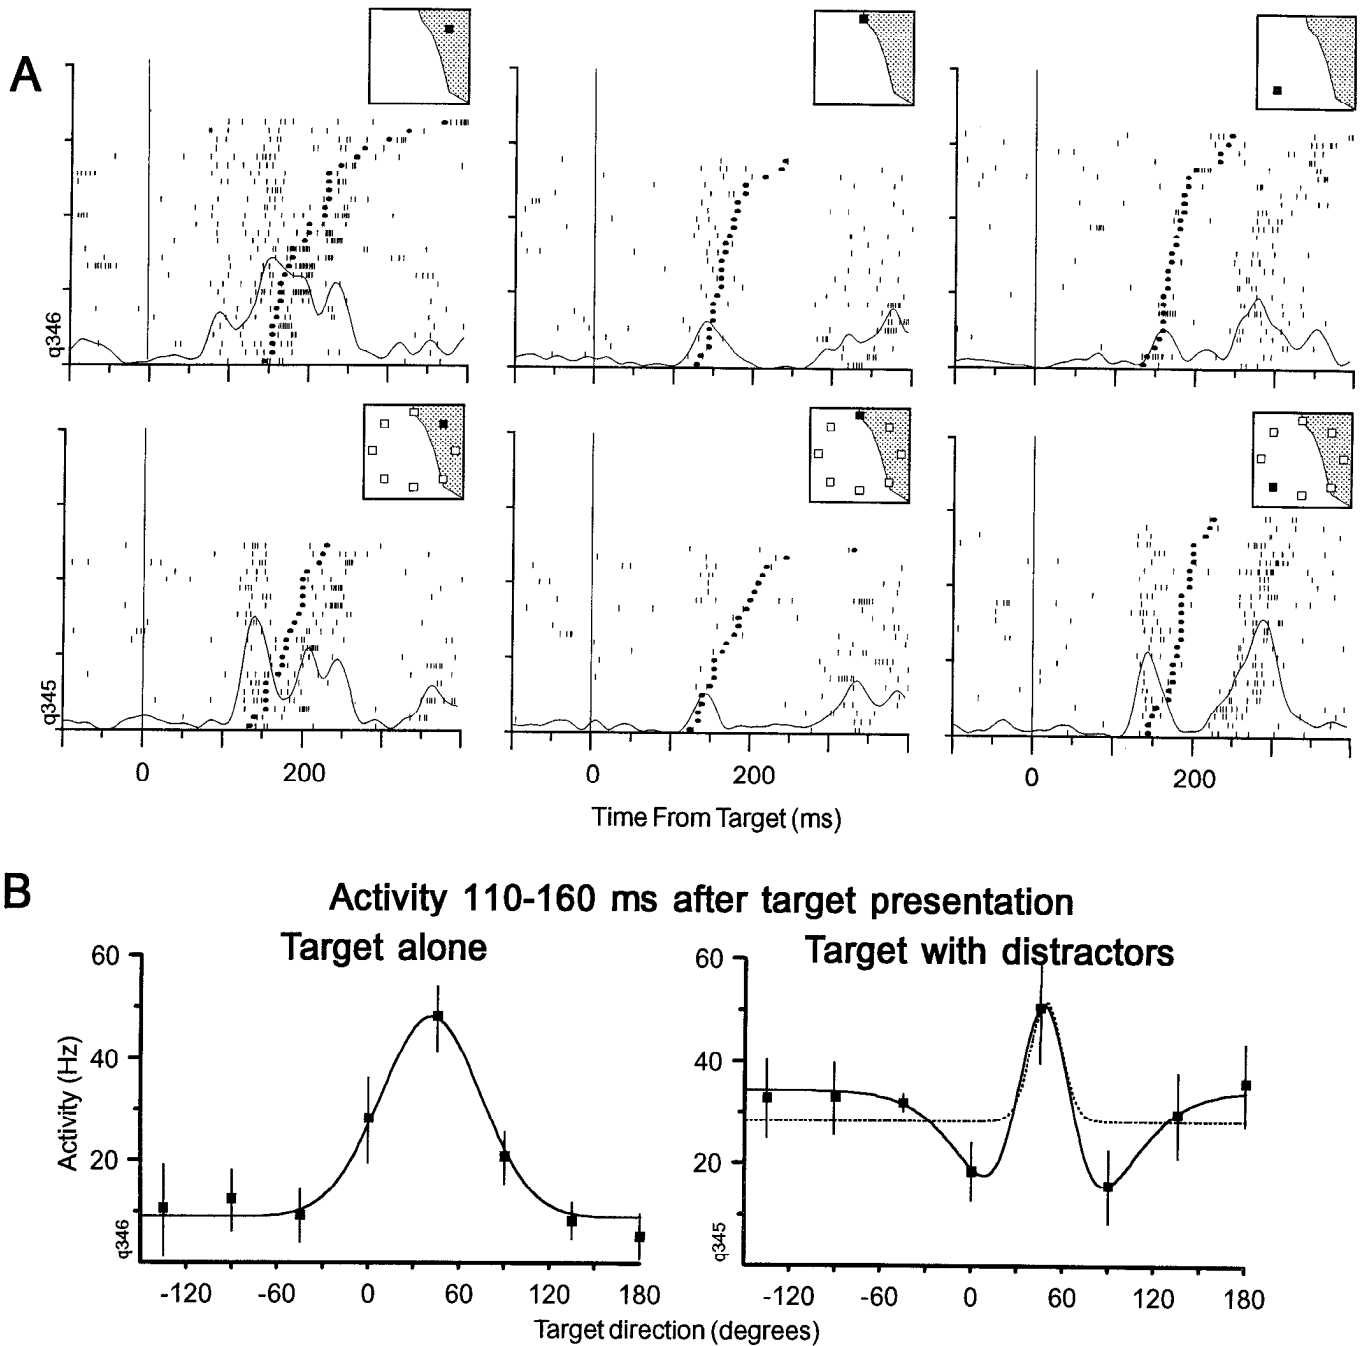 A
q346
q345
0 200 0 200 0 200
Time From Target (ms)
B
Activity 110-160 ms after target presentation
Target alone
Target with distractors
60
40
20
Activity (Hz)
q346
-120 -60 0 60 120 180
60
40
20
q345
-120 -60 0 60 120 180
Target direction (degrees)